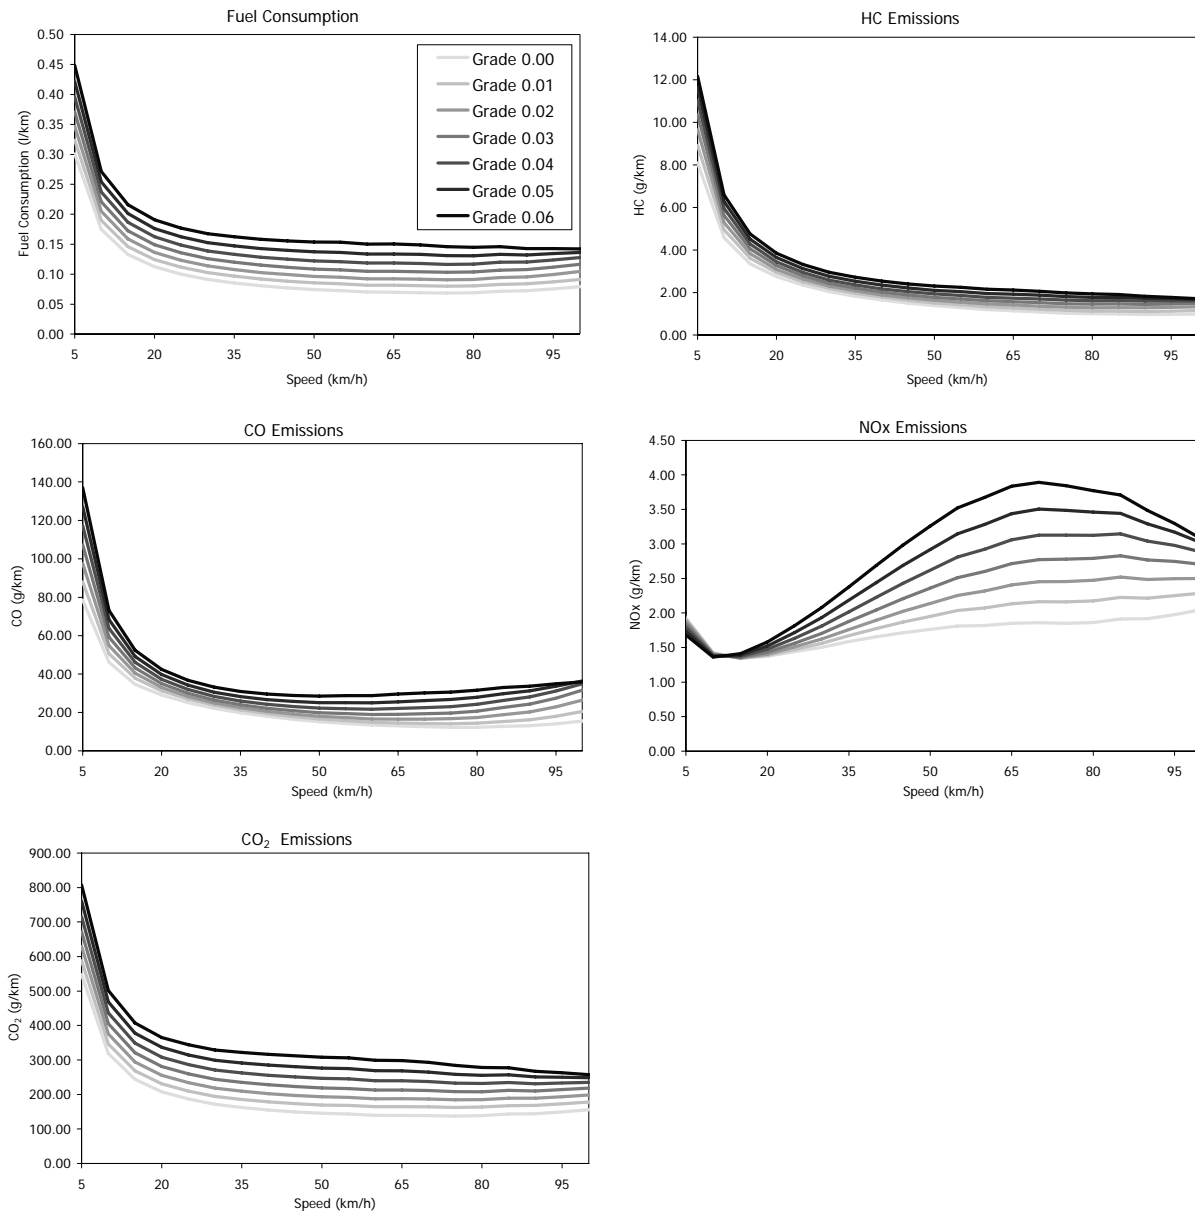 Fuel Consumption
0.50
0.45
0.40
0.35
0.30
0.25
0.20
0.15
0.10
0.05
0.00
Fuel Consumption (l/km)
5 20 35 50 65 80 95
Speed (km/h)
Grade 0.00
Grade 0.01
Grade 0.02
Grade 0.03
Grade 0.04
Grade 0.05
Grade 0.06
HC Emissions
14.00
12.00
10.00
8.00
6.00
4.00
2.00
0.00
HC (g/km)
5 20 35 50 65 80 95
Speed (km/h)
CO Emissions
160.00
140.00
120.00
100.00
80.00
60.00
40.00
20.00
0.00
CO (g/km)
5 20 35 50 65 80 95
Speed (km/h)
NOx Emissions
4.50
4.00
3.50
3.00
2.50
2.00
1.50
1.00
0.50
0.00
NOx (g/km)
5 20 35 50 65 80 95
Speed (km/h)
CO₂ Emissions
900.00
800.00
700.00
600.00
500.00
400.00
300.00
200.00
100.00
0.00
CO₂ (g/km)
5 20 35 50 65 80 95
Speed (km/h)